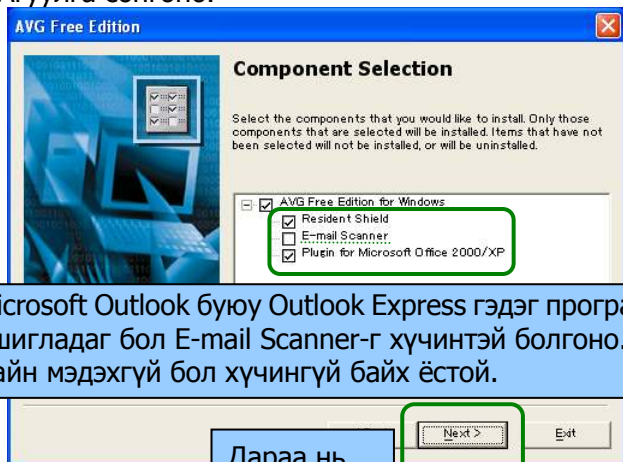 сонгоно.
AVG Free Edition
Component Selection
Select the components that you would like to install. Only those
components that are selected will be installed. Items that have not
been selected will not be installed, or will be uninstalled.
AVG Free Edition for Windows
Resident Shield
E-mail Scanner
Plugin for Microsoft Office 2000/XP
icrosoft Outlook буюу Outlook Express гэдэг програ
шигладаг бол E-mail Scanner-г хүчинтэй болгоно.
айн мэдэхгүй бол хүчингүй байх ёстой.
Next >
Exit
Дараа нь